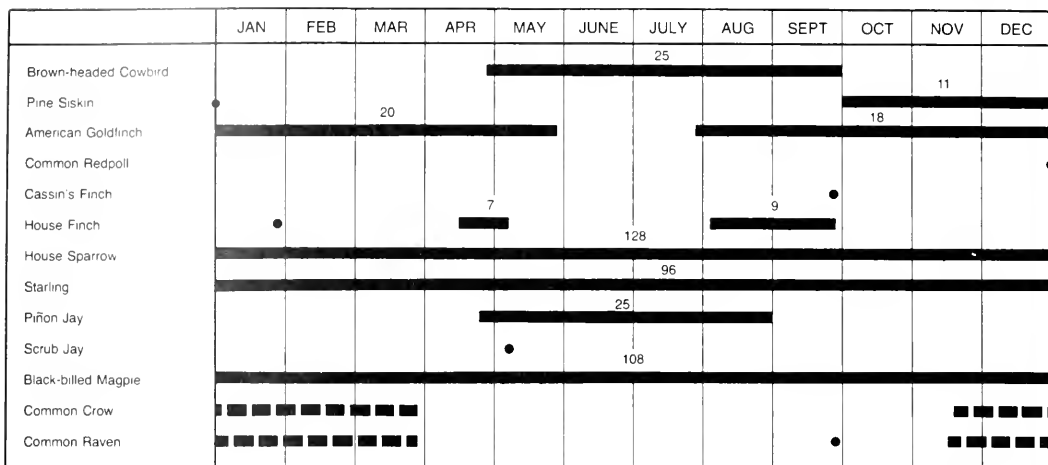 JAN FEB MAR APR MAY JUNE JULY AUG SEPT OCT NOV DEC
Brown-headed Cowbird 25
Pine Siskin 11
American Goldfinch 20 18
Common Redpoll
Cassin's Finch
House Finch 7 9
House Sparrow 128
Starling 96
Piñon Jay 25
Scrub Jay
Black-billed Magpie 108
Common Crow
Common Raven